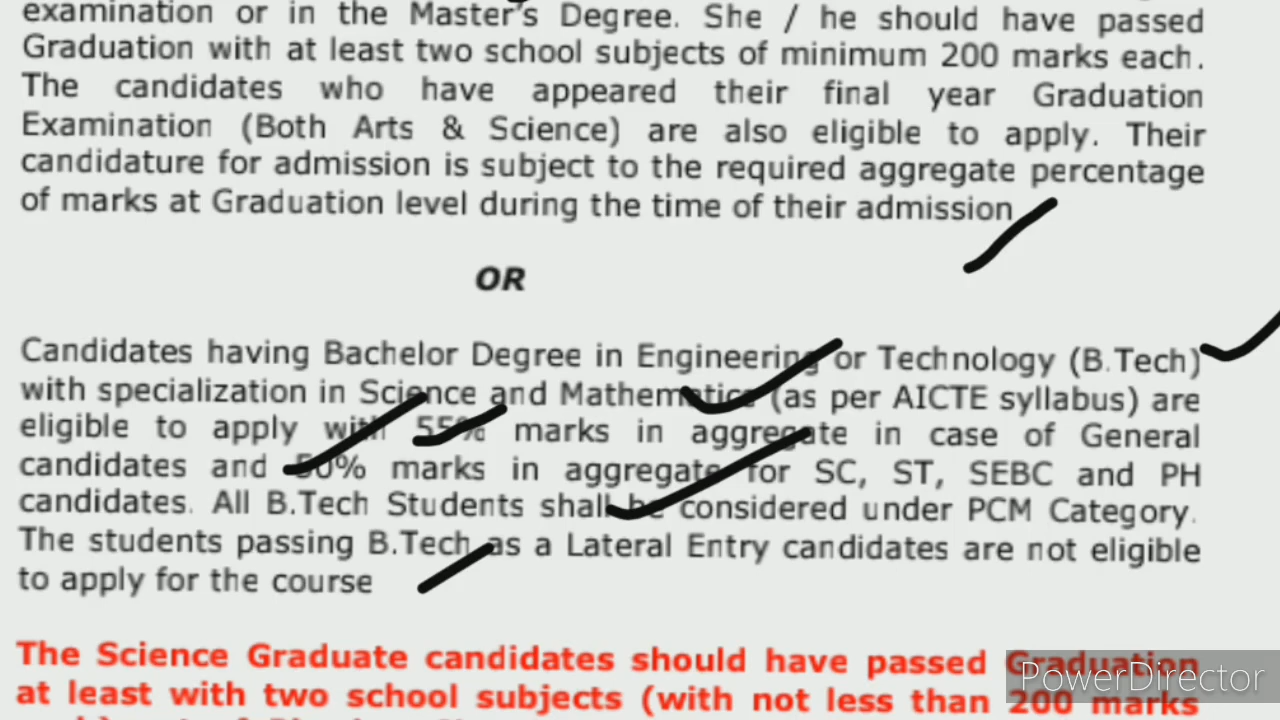 examination or in the Master's Degree. She / he should have passed
Graduation with at least two school subjects of minimum 200 marks each.
The candidates who have appeared their final year Graduation
Examination (Both Arts & Science) are also eligible to apply. Their
candidature for admission is subject to the required aggregate percentage
of marks at Graduation level during the time of their admission
OR
Candidates having Bachelor Degree in Engineering or Technology (B.Tech)
with specialization in Science and Mathematics (as per AICTE syllabus) are
eligible to apply with 55% marks in aggregate in case of General
candidates and 50% marks in aggregate for SC, ST, SEBC and PH
candidates. All B.Tech Students shall be considered under PCM Category.
The students passing B.Tech as a Lateral Entry candidates are not eligible
to apply for the course
The Science Graduate candidates should have passed Graduation
at least with two school subjects (with not less than 200 marks
PowerDirector